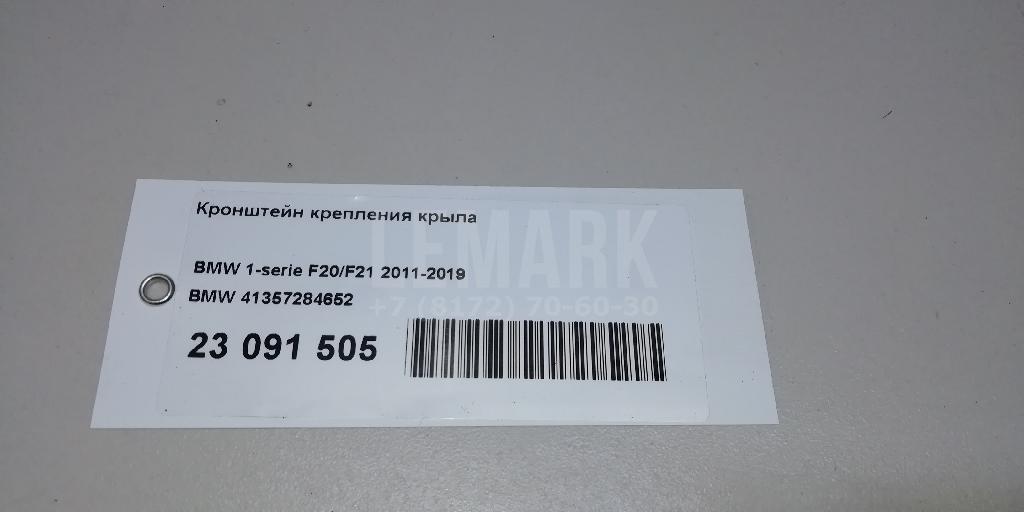 Кронштейн крепления крыла
LEMARK
BMW 1-serie F20/F21 2011-2019
BMW 41357284652
+7 (8172) 70-60-30
23 091 505